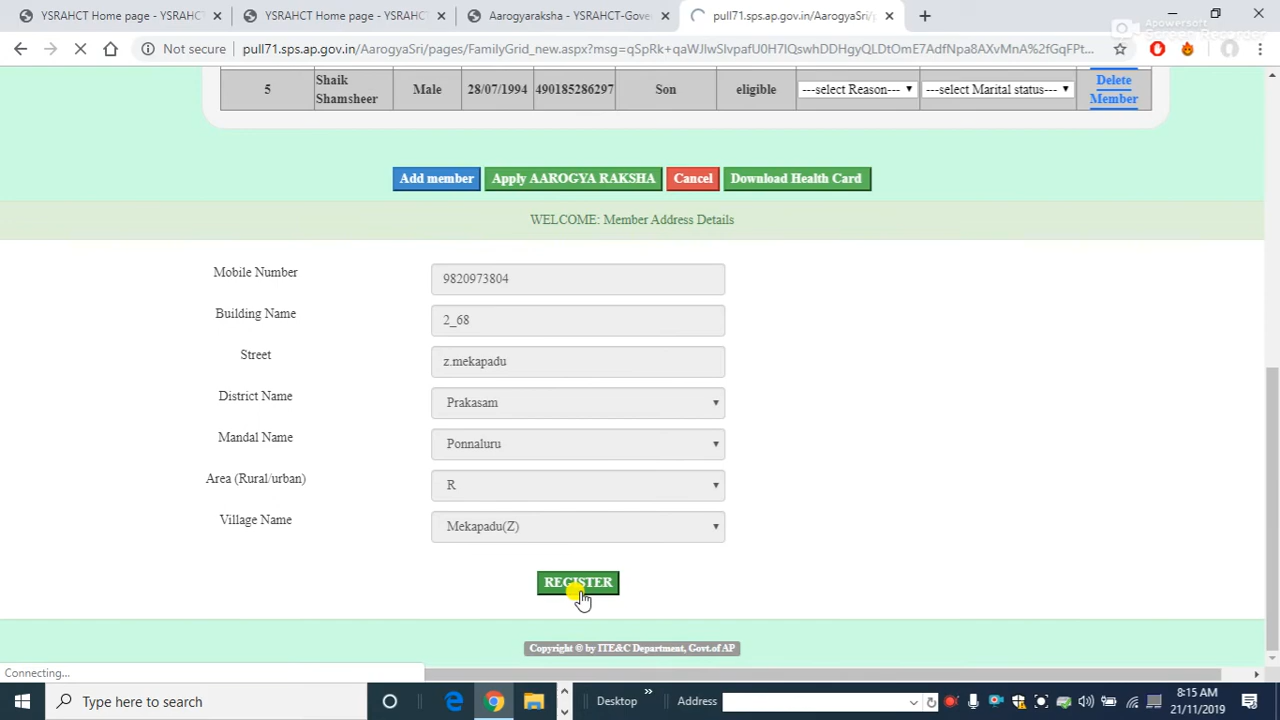 YSRAHCT Home page - YSRAHCT
YSRAHCT Home page - YSRAHCT
Aarogyaraksha - YSRAHCT-Gove
pull71.sps.ap.gov.in/AarogyaSri/p
Apowersoft
Screen Recorder
Not secure
pull71.sps.ap.gov.in/AarogyaSri/pages/FamilyGrid_new.aspx?msg=qSpRk+qaWJlwSlvpafU0H7IQswhDDHgyQLDtOmE7AdfNpa8AXvMnA%2fGqFPt...
5 Shaik Shamsheer Male 28/07/1994 490185286297 Son eligible ---select Reason--- ---select Marital status--- Delete Member
Add member Apply AAROGYA RAKSHA Cancel Download Health Card
WELCOME: Member Address Details
Mobile Number 9820973804
Building Name 2_68
Street z.mekapadu
District Name Prakasam
Mandal Name Ponnaluru
Area (Rural/urban) R
Village Name Mekapadu(Z)
REGISTER
Copyright © by ITE&C Department, Govt.of AP
Connecting...
Type here to search
Desktop
Address
8:15 AM
21/11/2019